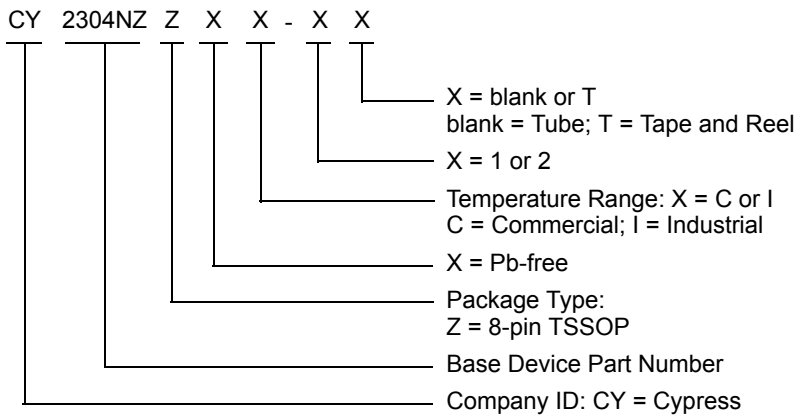 CY 2304NZ Z X X - X X
X = blank or T
blank = Tube; T = Tape and Reel
X = 1 or 2
Temperature Range: X = C or I
C = Commercial; I = Industrial
X = Pb-free
Package Type:
Z = 8-pin TSSOP
Base Device Part Number
Company ID: CY = Cypress